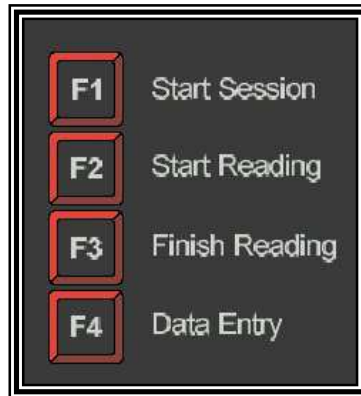 F1 Start Session
F2 Start Reading
F3 Finish Reading
F4 Data Entry